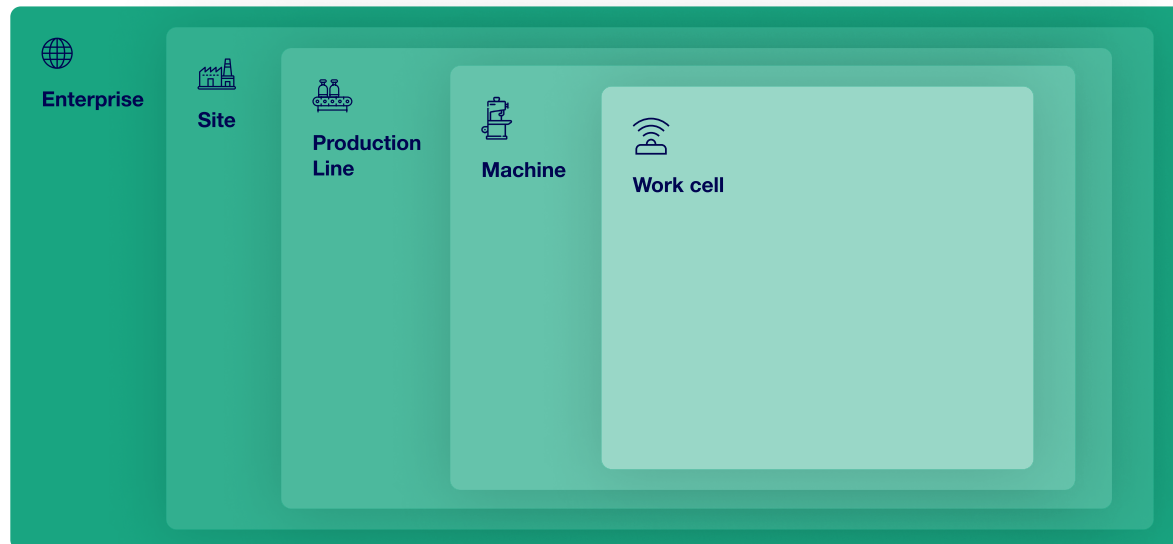 Enterprise
Site
Production
Line
Machine
Work cell